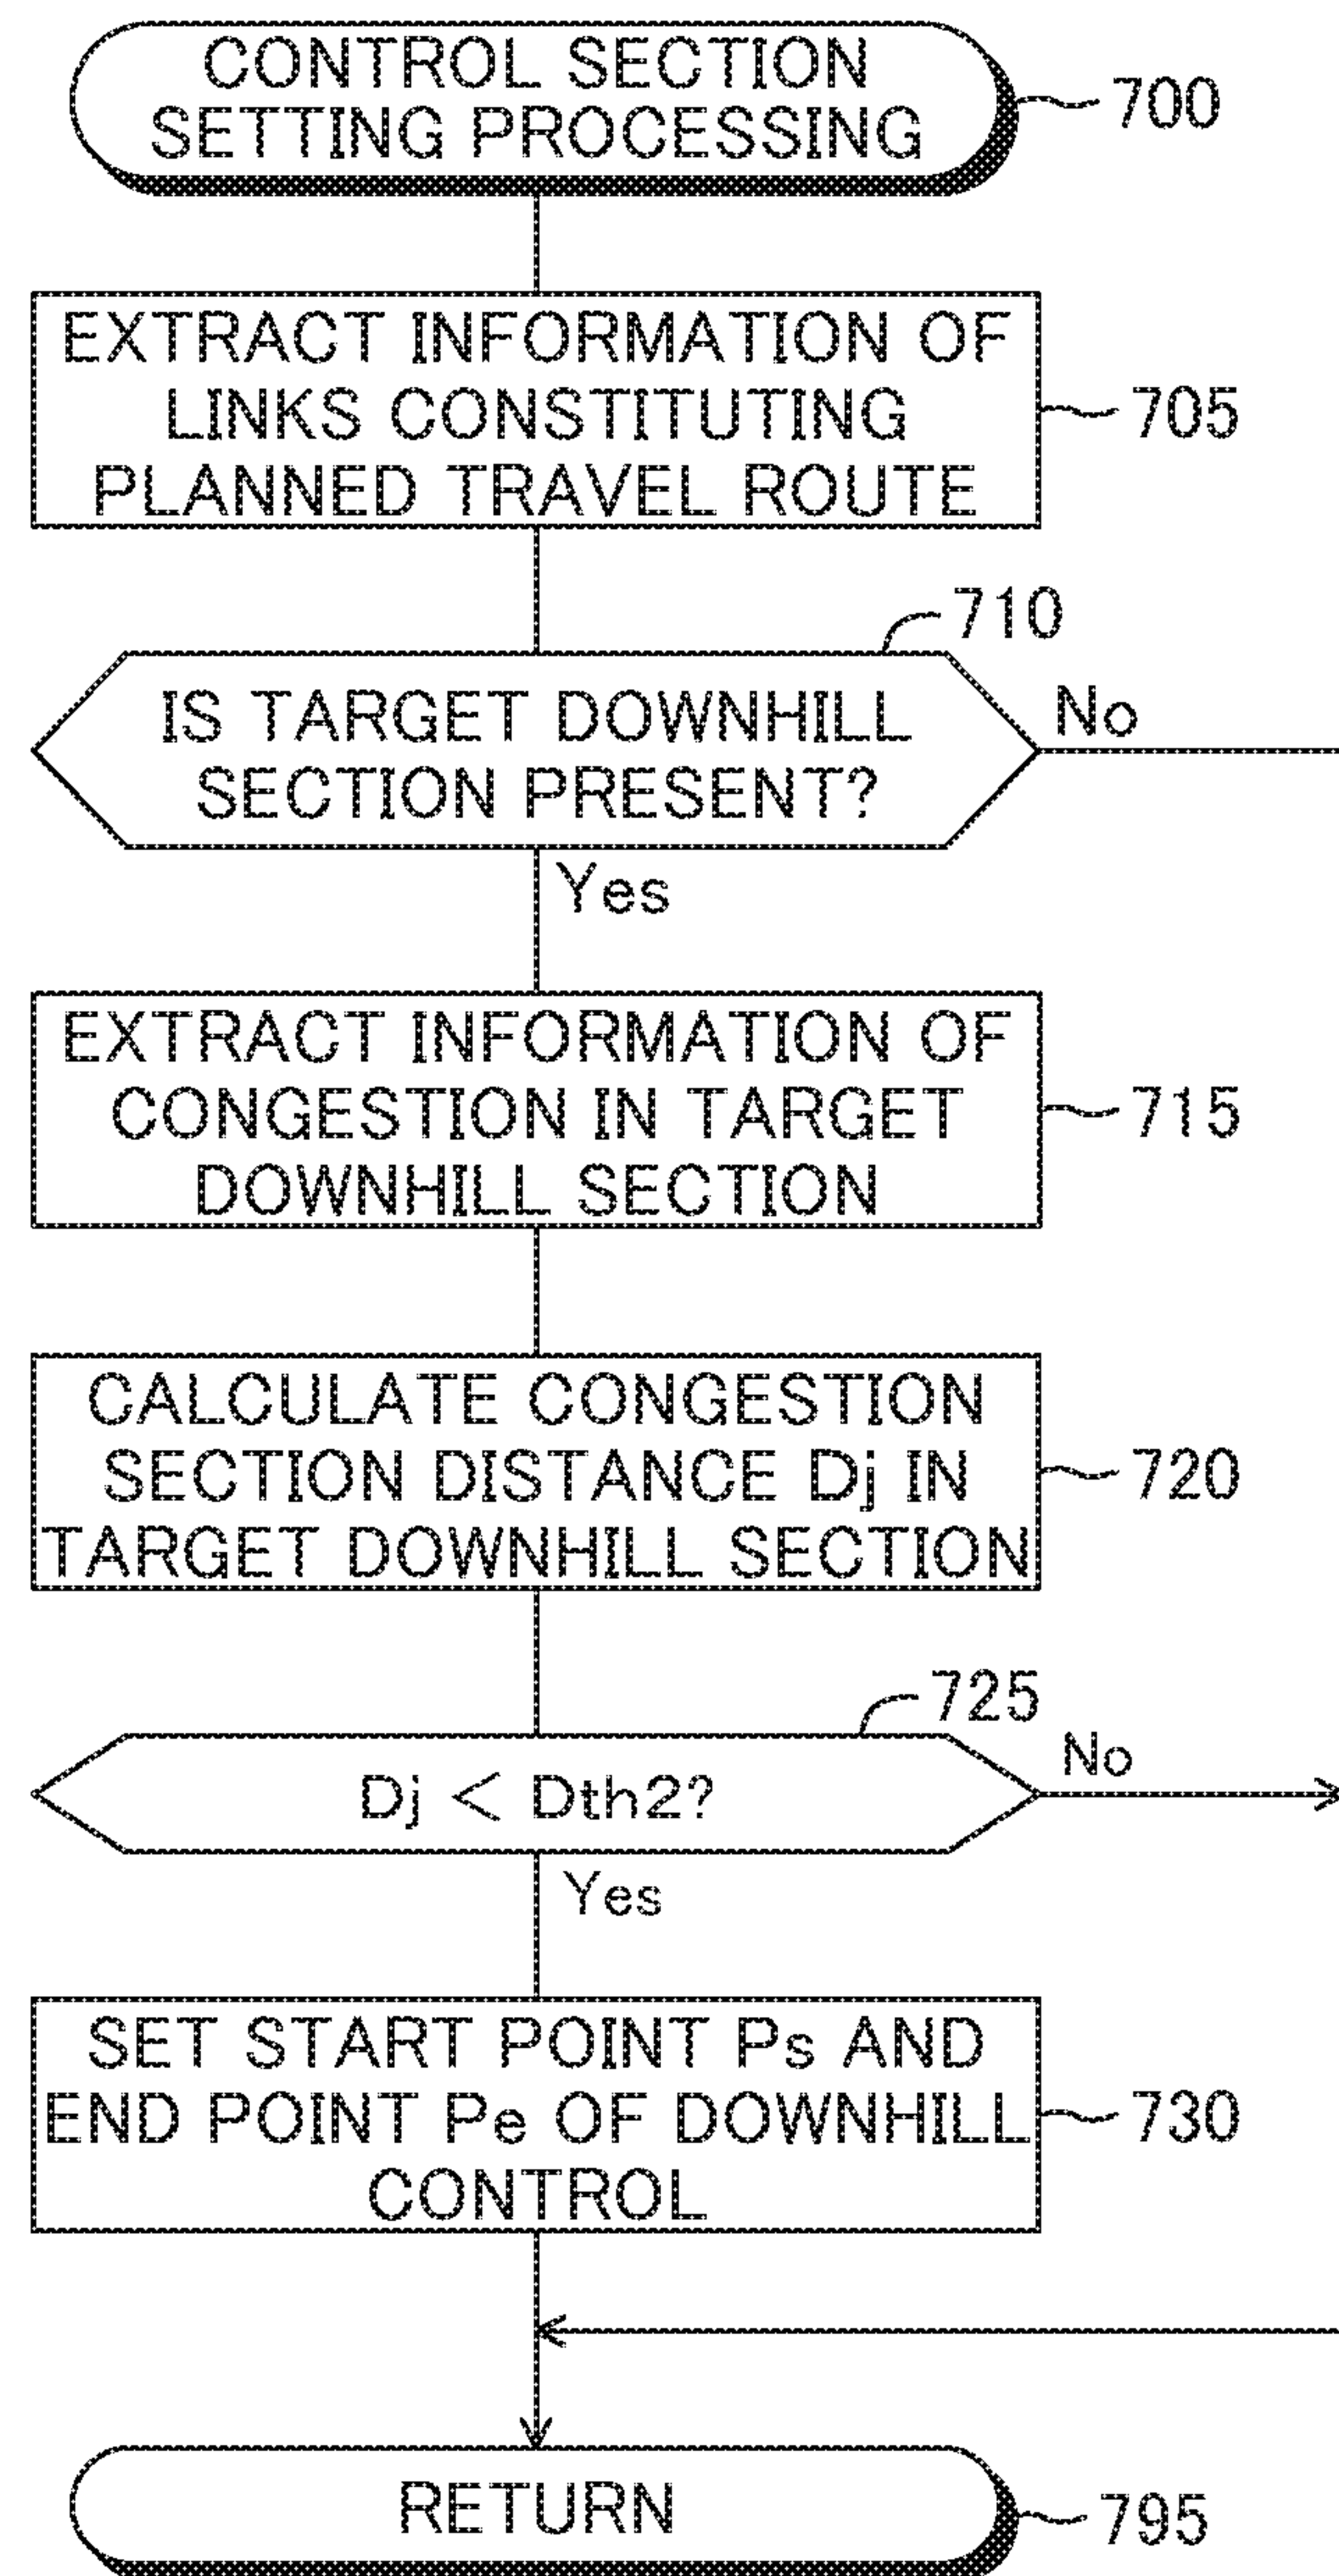 CONTROL SECTION
SETTING PROCESSING
700
EXTRACT INFORMATION OF
LINKS CONSTITUTING
PLANNED TRAVEL ROUTE
705
710
IS TARGET DOWNHILL
SECTION PRESENT?
No
Yes
EXTRACT INFORMATION OF
CONGESTION IN TARGET
DOWNHILL SECTION
715
CALCULATE CONGESTION
SECTION DISTANCE Dj IN
TARGET DOWNHILL SECTION
720
725
Dj < Dth2?
No
Yes
SET START POINT Ps AND
END POINT Pe OF DOWNHILL
CONTROL
730
RETURN
795